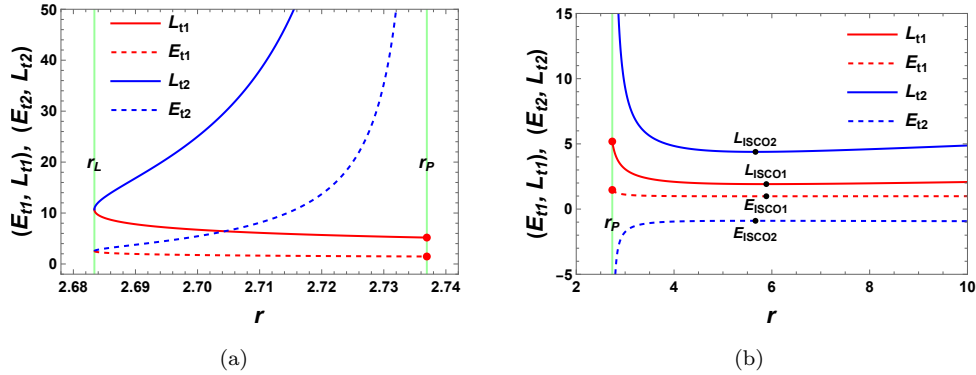 50
40
30
20
10
0
(E_t1, L_t1), (E_t2, L_t2)
L_t1
E_t1
L_t2
E_t2
r_L
r_P
2.68 2.69 2.70 2.71 2.72 2.73 2.74
r
(a)
15
10
5
0
-5
(E_t1, L_t1), (E_t2, L_t2)
L_t1
E_t1
L_t2
E_t2
L_ISCO2
L_ISCO1
E_ISCO1
E_ISCO2
r_P
2 4 6 8 10
r
(b)